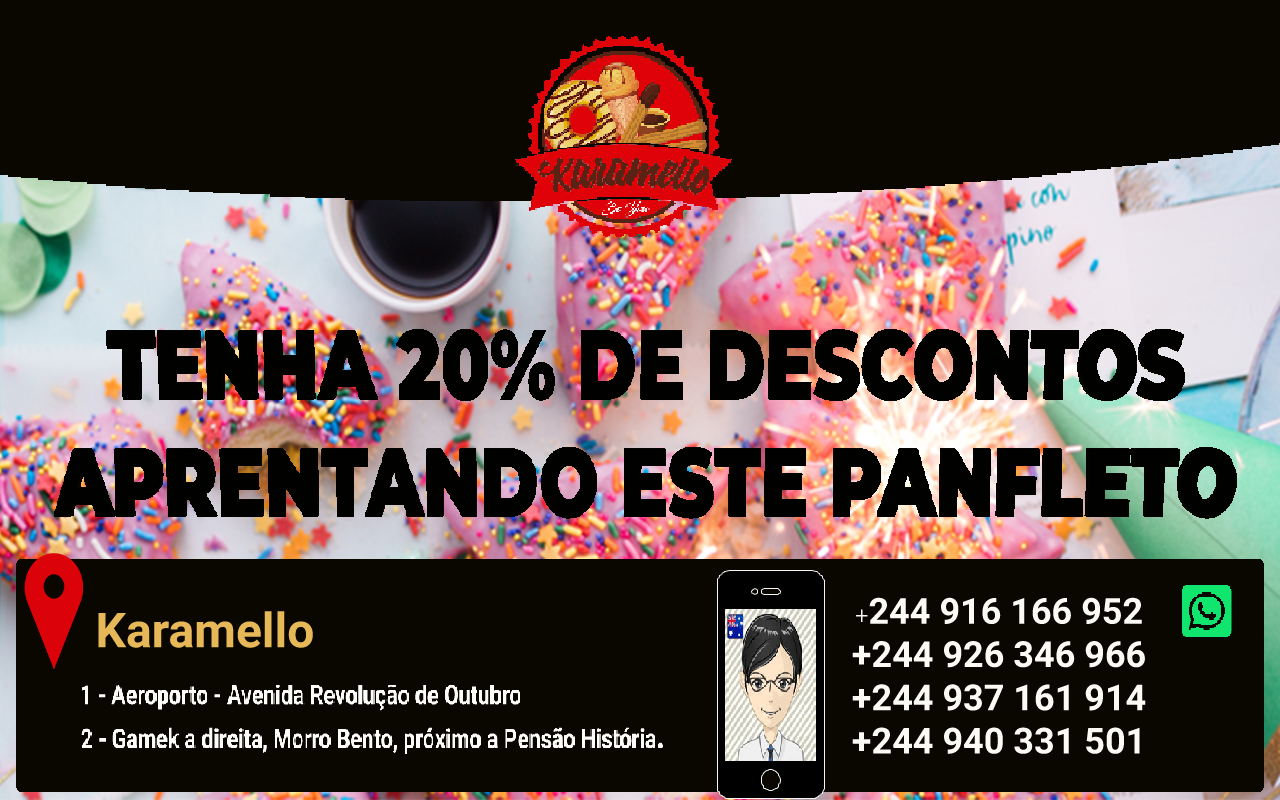 Karamello
con
pino
TENHA 20% DE DESCONTOS
APRENTANDO ESTE PANFLETO
Karamello
1 - Aeroporto - Avenida Revolução de Outubro
2 - Gamek a direita, Morro Bento, próximo a Pensão História.
+244 916 166 952
+244 926 346 966
+244 937 161 914
+244 940 331 501